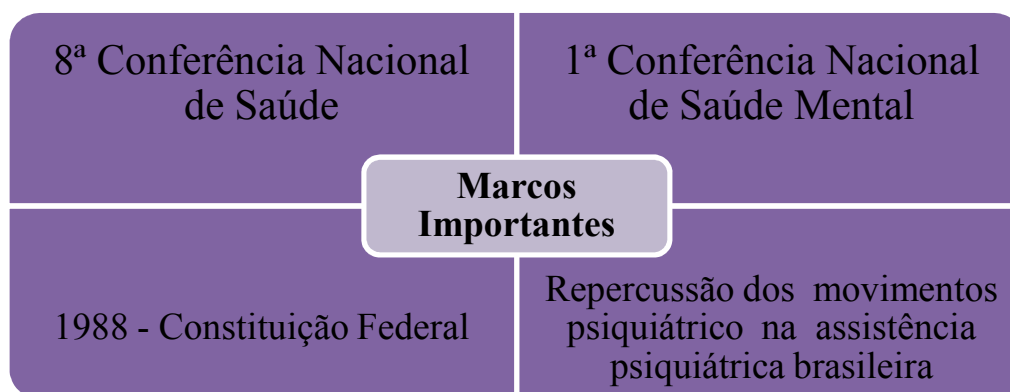 8ª Conferência Nacional
de Saúde
1ª Conferência Nacional
de Saúde Mental
Marcos
Importantes
1988 - Constituição Federal
Repercussão dos movimentos
psiquiátrico na assistência
psiquiátrica brasileira